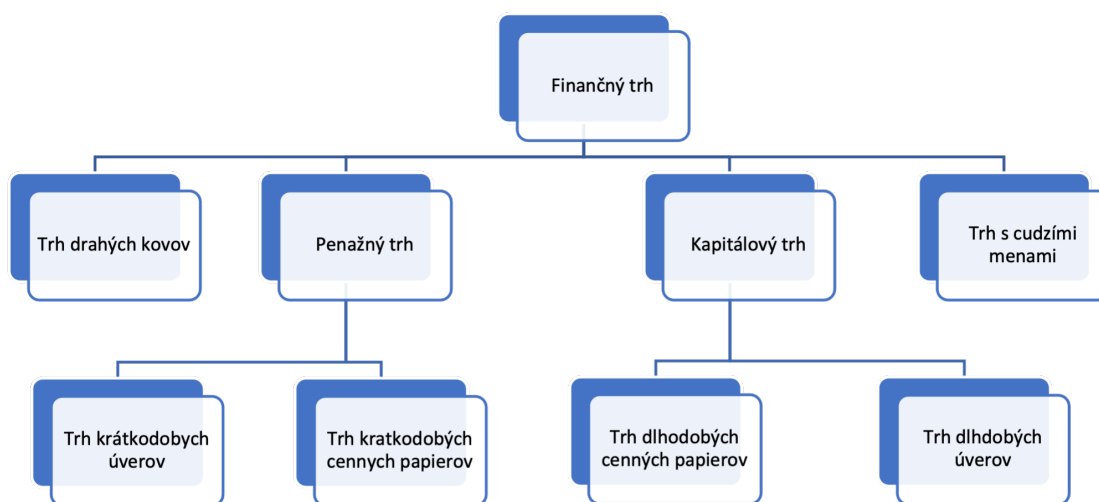 Finančný trh
Trh drahých kovov
Penažný trh
Kapitálový trh
Trh s cudzími
menami
Trh krátkodobych
úverov
Trh kratkodobých
cennych papierov
Trh dlhodobých
cenných papierov
Trh dlhdobých
úverov